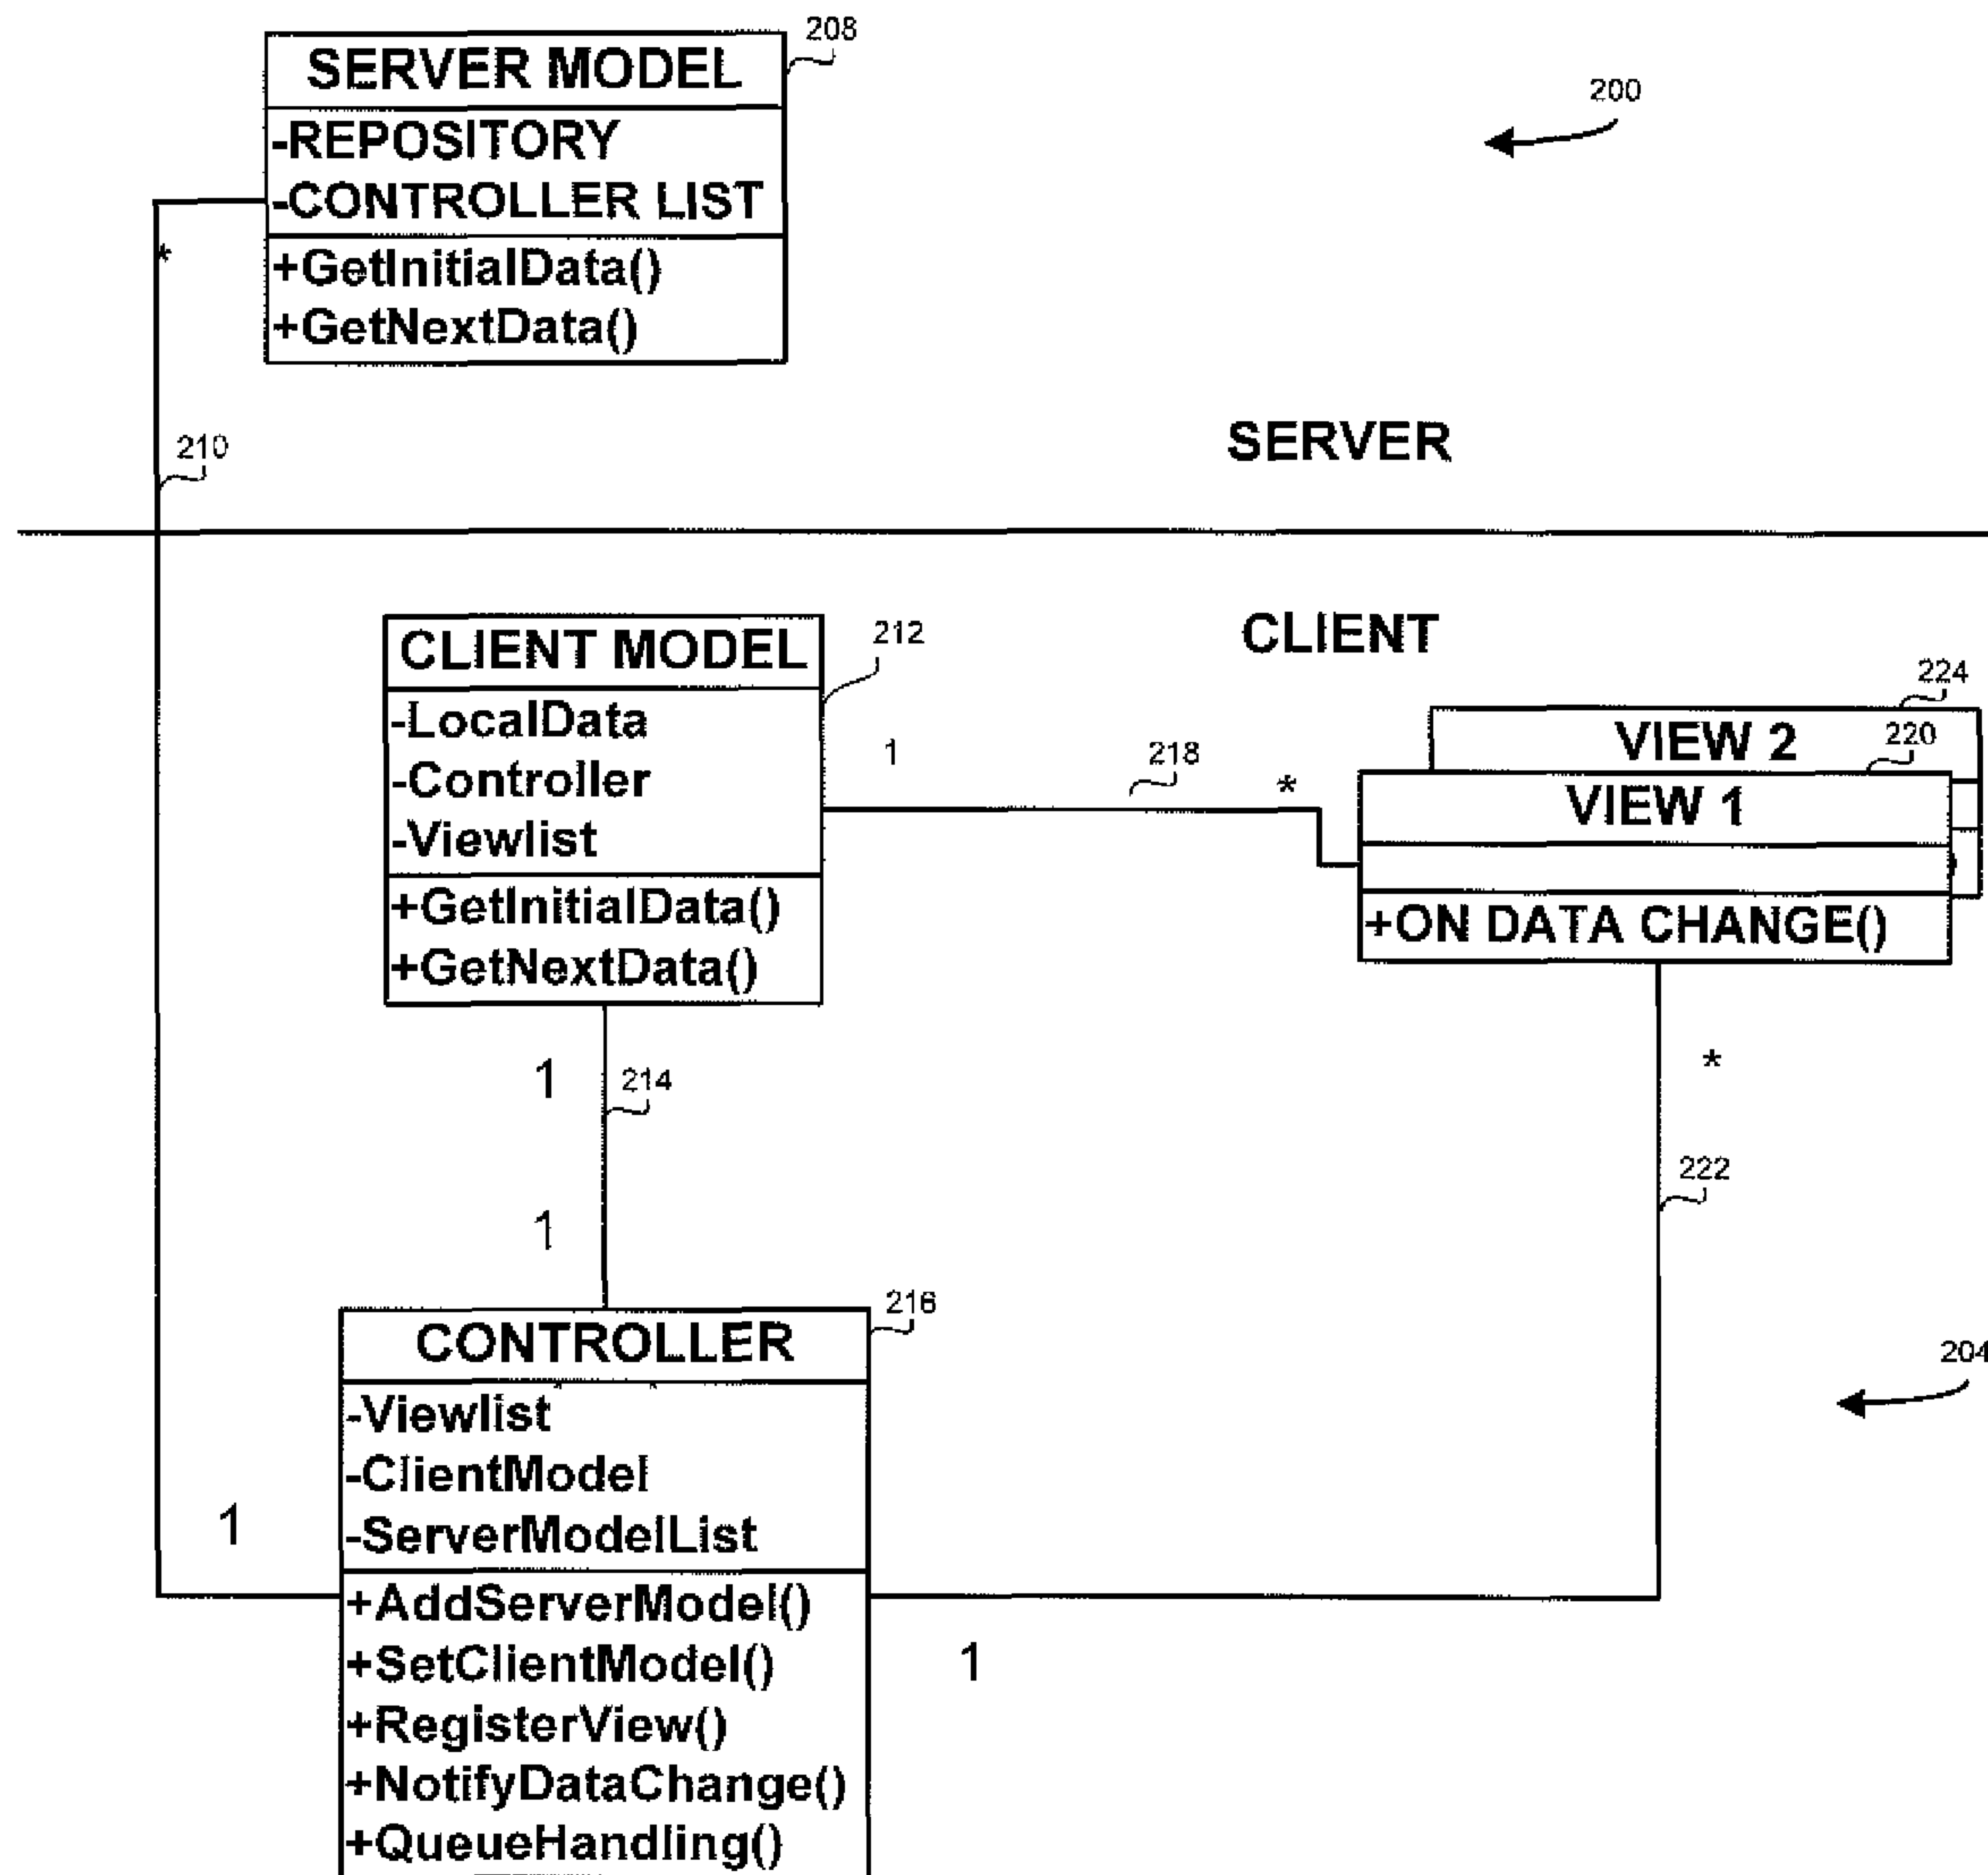 208
SERVER MODEL
-REPOSITORY
-CONTROLLER LIST
+GetInitialData()
+GetNextData()
200
*
210
SERVER
CLIENT
CLIENT MODEL
212
-LocalData
-Controller
-Viewlist
+GetInitialData()
+GetNextData()
1
218
*
224
VIEW 2
220
VIEW 1
+ON DATA CHANGE()
1
214
1
*
222
CONTROLLER
216
-Viewlist
-ClientModel
-ServerModelList
+AddServerModel()
+SetClientModel()
+RegisterView()
+NotifyDataChange()
+QueueHandling()
1
1
204